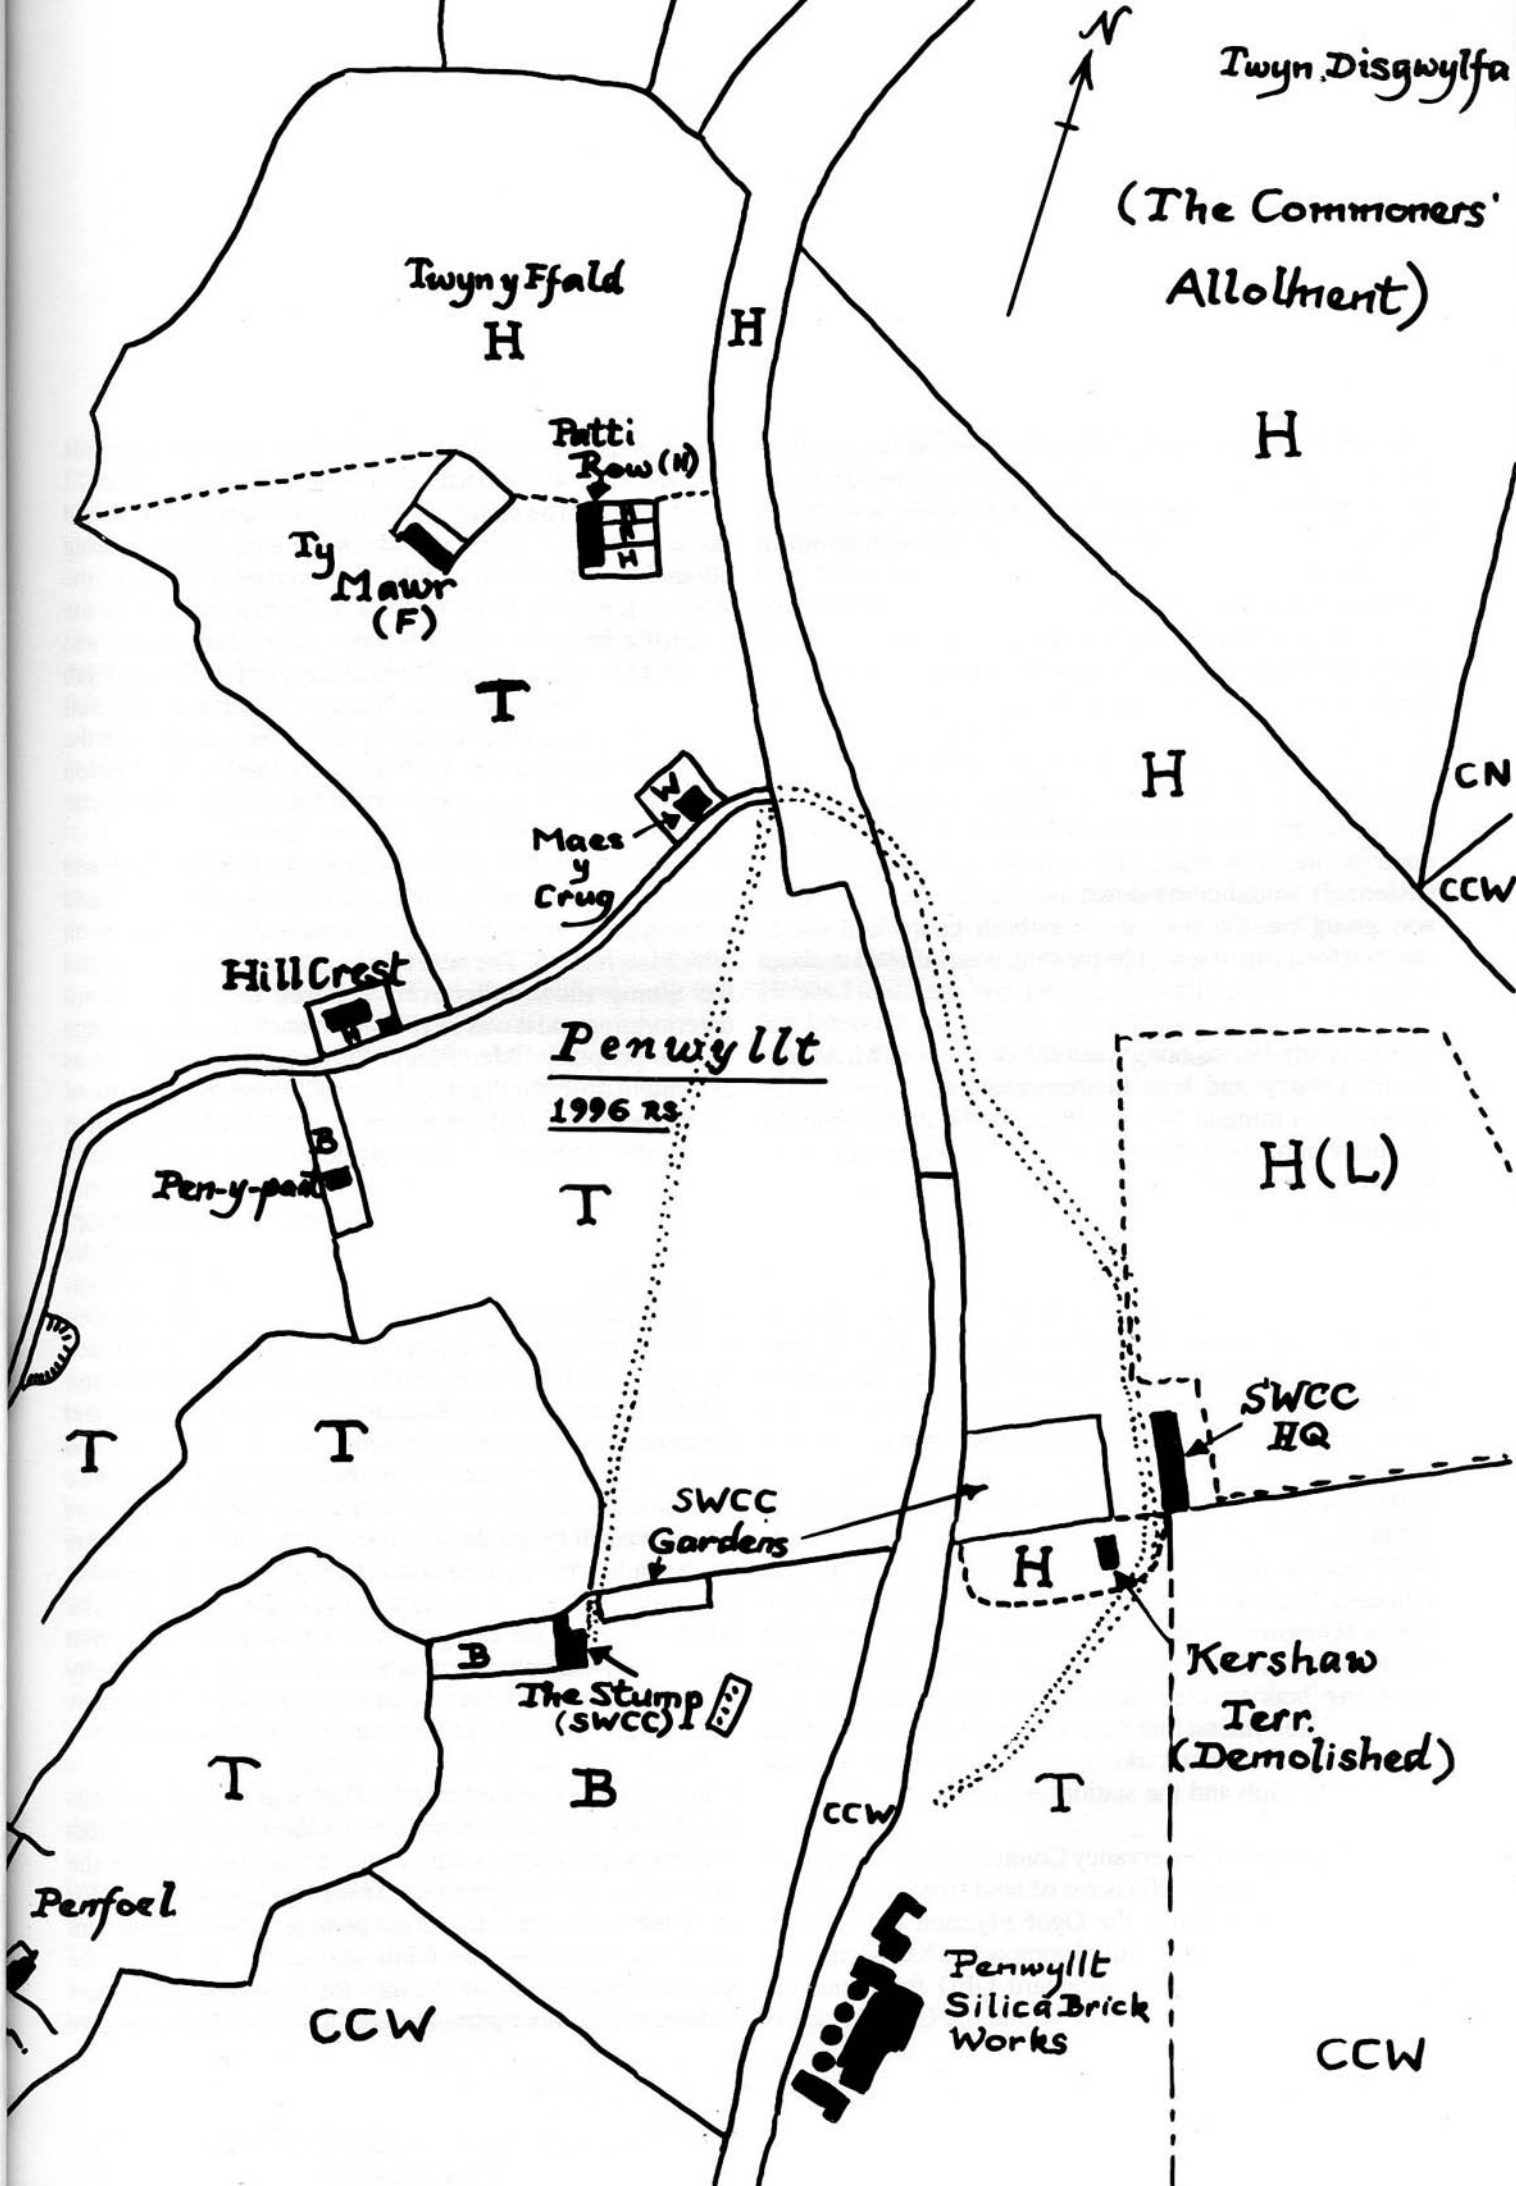 N
Twyn Disgwylfa
(The Commoners'
Allotment)
Twyn y Ffald
H
H
H
Patti
Row (H)
H
H
H
Ty
Mawr
(F)
T
H
CN
CCW
W
Maes
y
Crug
Hill Crest
Penwyllt
1996 RS
H(L)
B
Pen-y-pant
T
T
T
SWCC
HQ
SWCC
Gardens
H
B
The Stump
(SWCC)
Kershaw
Terr.
(Demolished)
T
B
T
CCW
Penfoel
Penwyllt
Silica Brick
Works
CCW
CCW